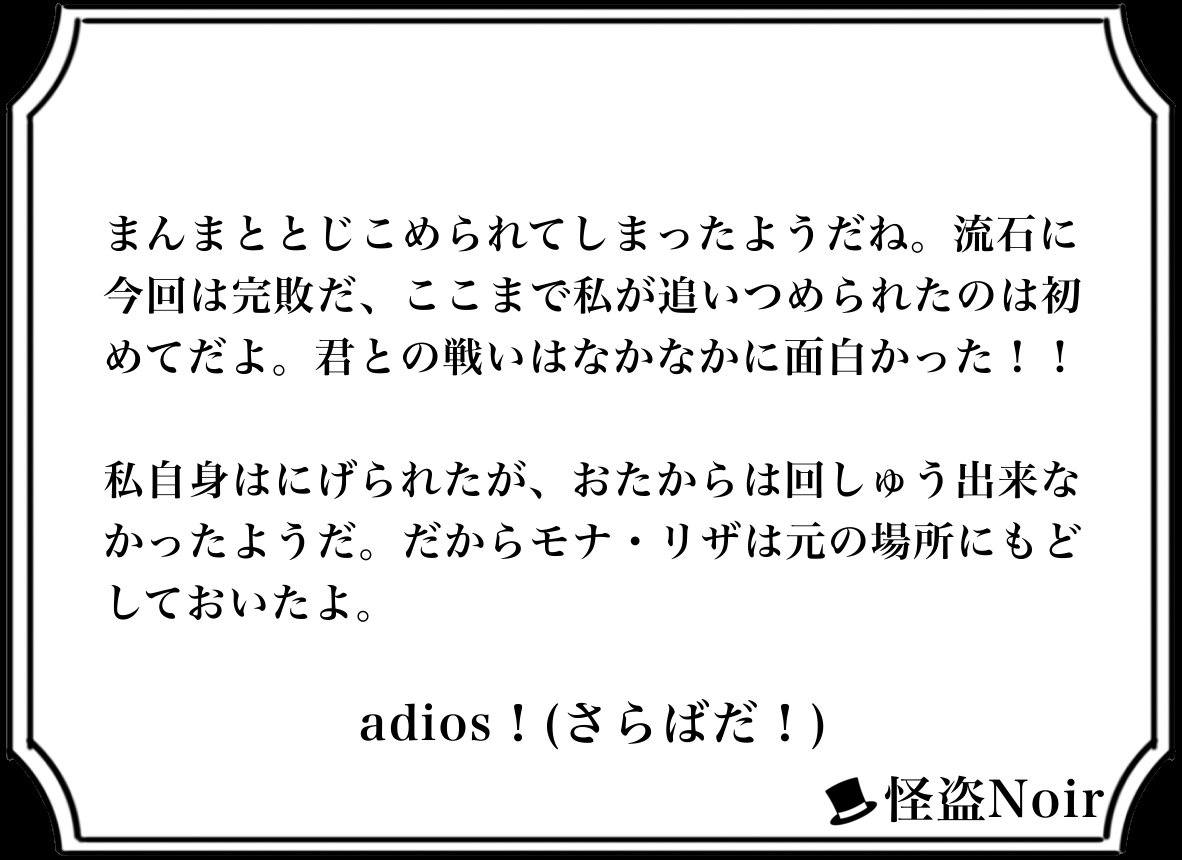 まんまととじこめられてしまったようだね。流石に
今回は完敗だ、ここまで私が追いつめられたのは初
めてだよ。君との戦いはなかなかに面白かった！！
私自身はにげられたが、おたからは回しゅう出来な
かったようだ。だからモナ・リザは元の場所にもど
しておいたよ。
adios！(さらばだ！)
怪盗Noir